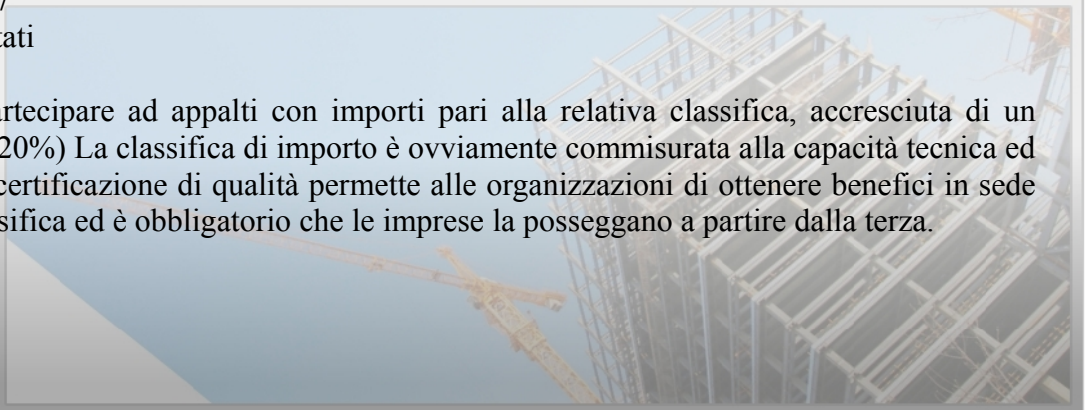 tati
artecipare ad appalti con importi pari alla relativa classifica, accresciuta di un
20%) La classifica di importo è ovviamente commisurata alla capacità tecnica ed
certificazione di qualità permette alle organizzazioni di ottenere benefici in sede
sifica ed è obbligatorio che le imprese la posseggano a partire dalla terza.